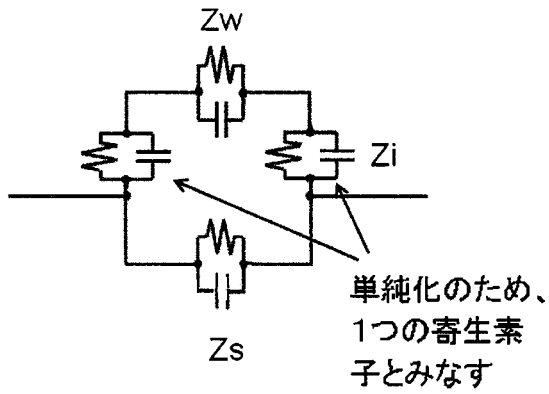 Zw
Zi
Zs
単純化のため、
1つの寄生素
子とみなす